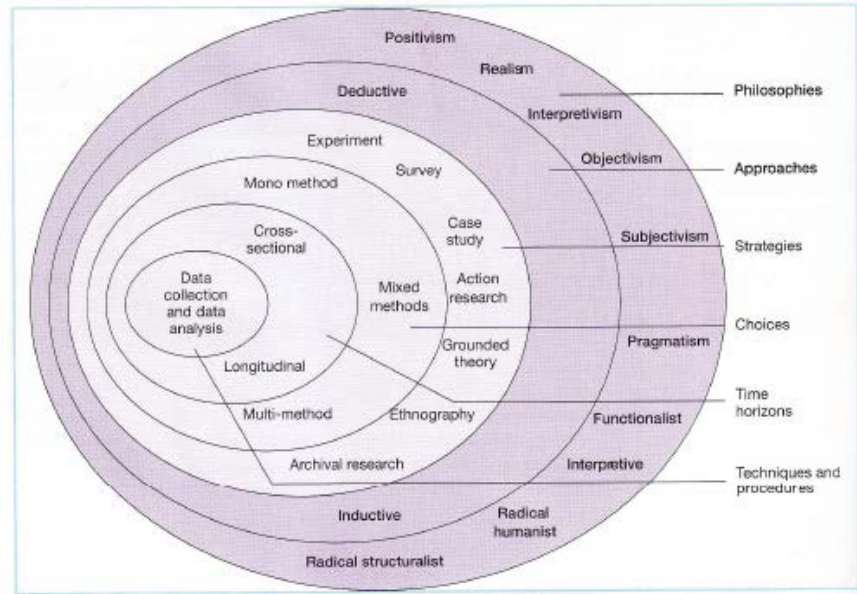 Positivism
Realism
Philosophies
Deductive
Interpretivism
Experiment
Objectivism
Approaches
Survey
Mono method
Case
study
Cross-
sectional
Subjectivism
Strategies
Data
collection
and data
analysis
Mixed
methods
Action
research
Choices
Grounded
theory
Pragmatism
Longitudinal
Time
horizons
Multi-method
Ethnography
Functionalist
Archival research
Interpretive
Techniques and
procedures
Inductive
Radical
humanist
Radical structuralist